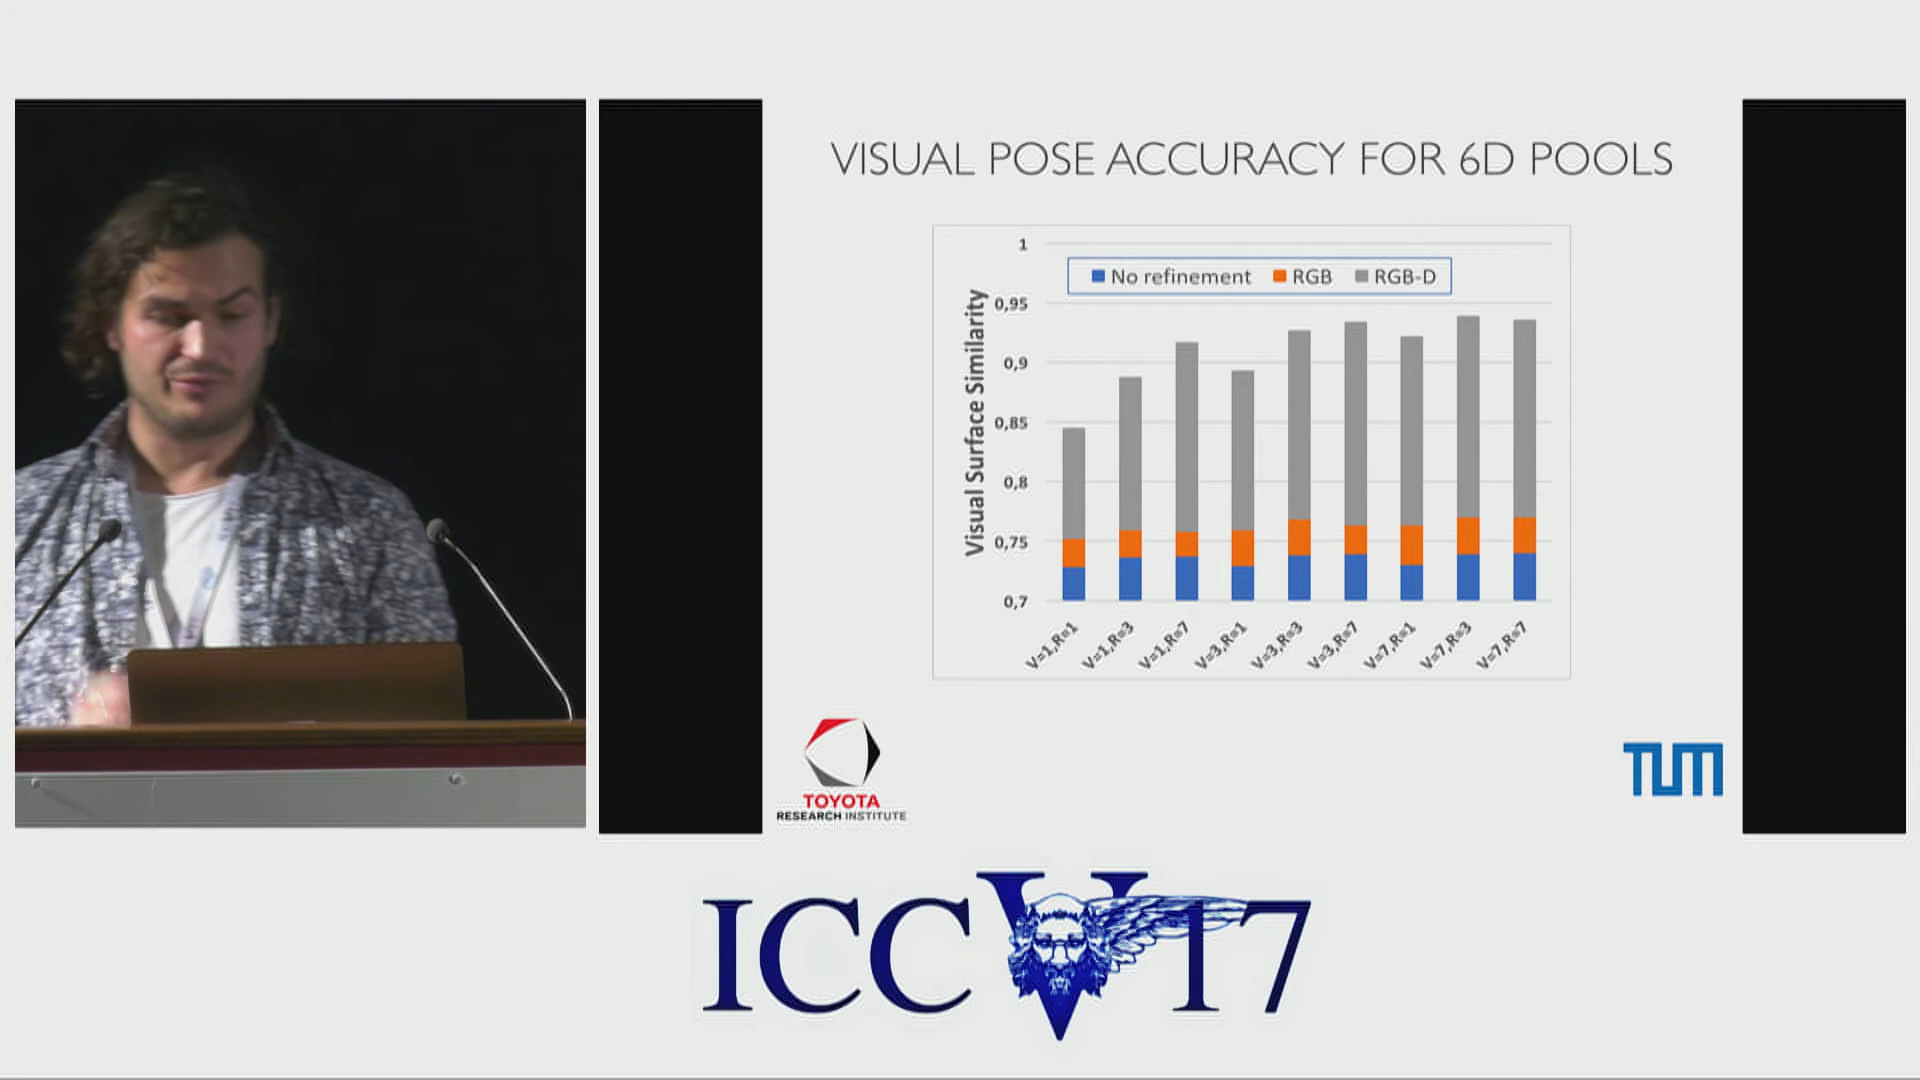 VISUAL POSE ACCURACY FOR 6D POOLS
1
No refinement RGB RGB-D
Visual Surface Similarity
0,95
0,9
0,85
0,8
0,75
0,7
V=1,R=1
V=1,R=3
V=1,R=7
V=3,R=1
V=3,R=3
V=3,R=7
V=7,R=1
V=7,R=3
V=7,R=7
TOYOTA
RESEARCH INSTITUTE
TUM
ICCV17